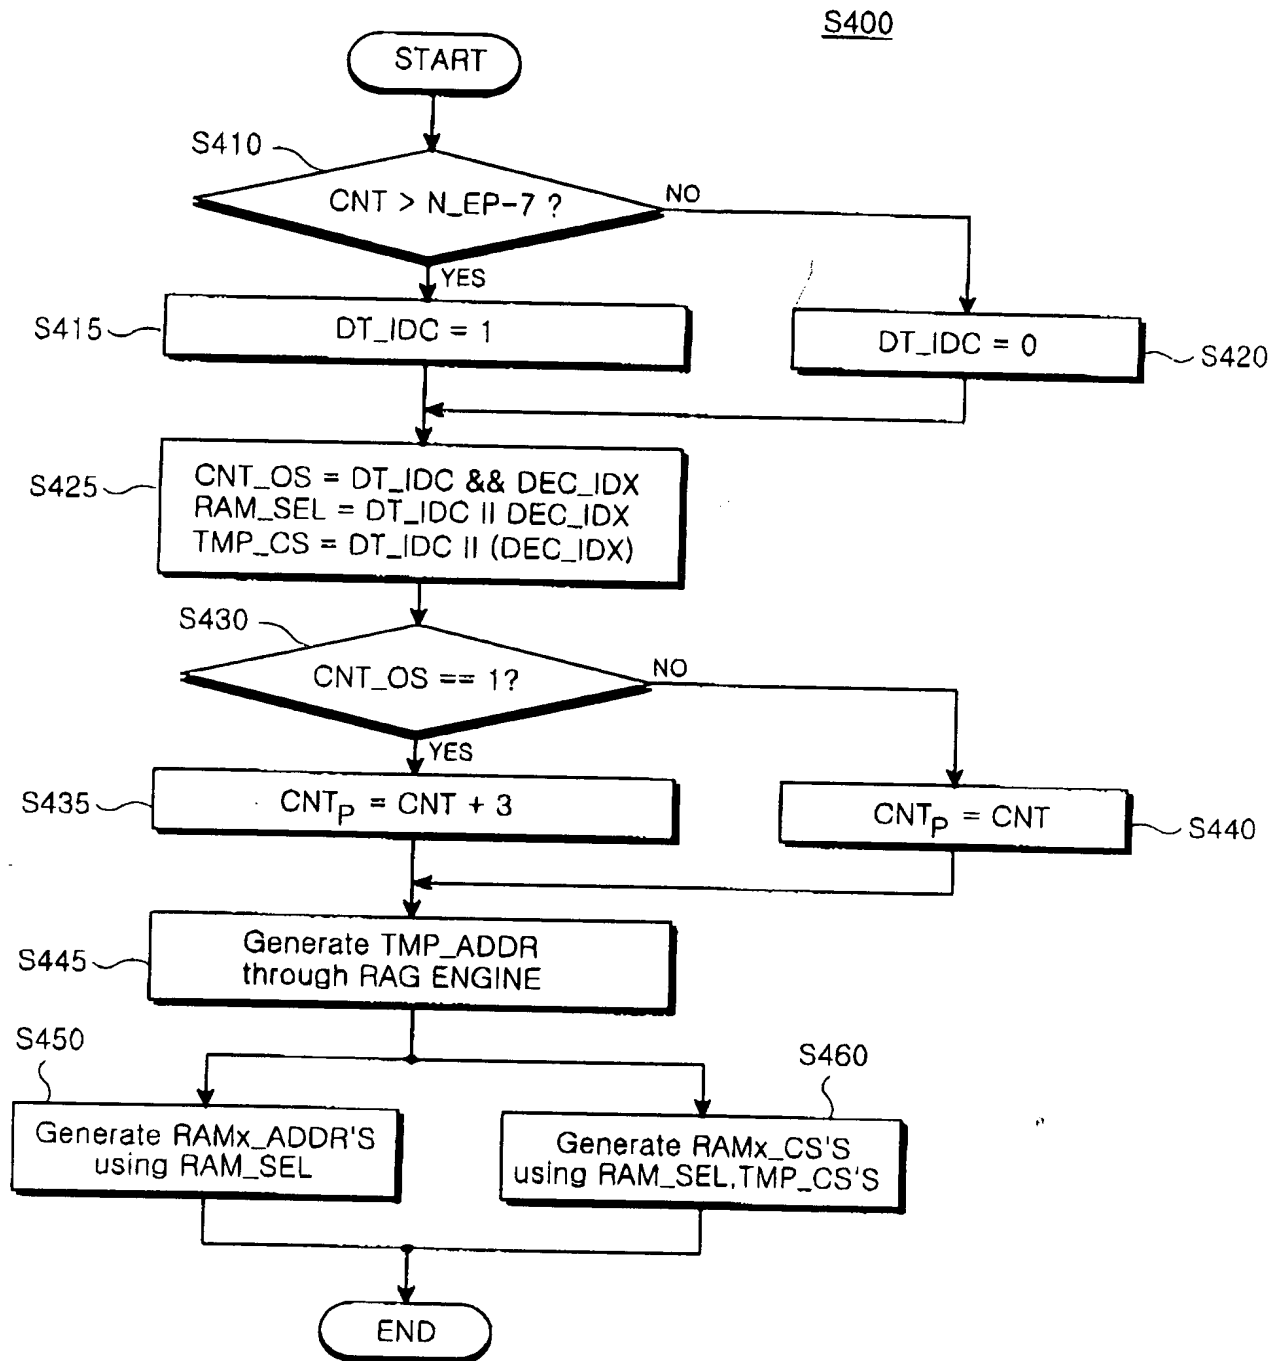 S400
START
S410
CNT > N_EP-7 ?
NO
YES
S415
DT_IDC = 1
DT_IDC = 0
S420
S425
CNT_OS = DT_IDC && DEC_IDX
RAM_SEL = DT_IDC II DEC_IDX
TMP_CS = DT_IDC II (DEC_IDX)
S430
CNT_OS == 1?
NO
YES
S435
CNTP = CNT + 3
CNTP = CNT
S440
S445
Generate TMP_ADDR
through RAG ENGINE
S450
S460
Generate RAMx_ADDR'S
using RAM_SEL
Generate RAMx_CS'S
using RAM_SEL.TMP_CS'S
END